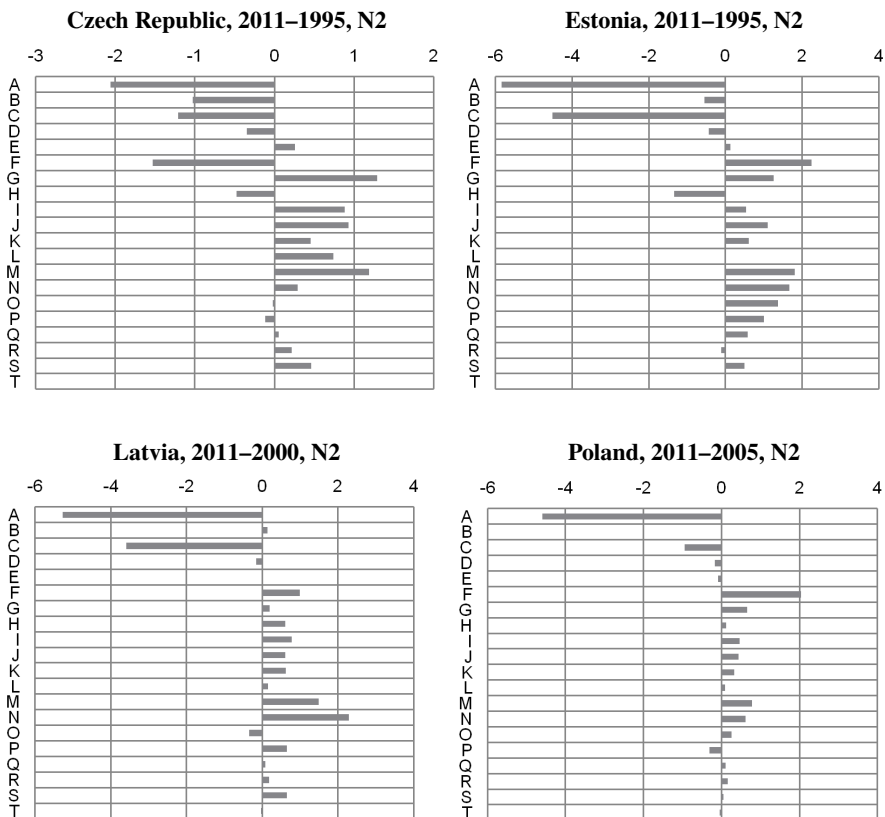 Czech Republic, 2011–1995, N2
-3 -2 -1 0 1 2
A
B
C
D
E
F
G
H
I
J
K
L
M
N
O
P
Q
R
S
T
Estonia, 2011–1995, N2
-6 -4 -2 0 2 4
A
B
C
D
E
F
G
H
I
J
K
L
M
N
O
P
Q
R
S
T
Latvia, 2011–2000, N2
-6 -4 -2 0 2 4
A
B
C
D
E
F
G
H
I
J
K
L
M
N
O
P
Q
R
S
T
Poland, 2011–2005, N2
-6 -4 -2 0 2 4
A
B
C
D
E
F
G
H
I
J
K
L
M
N
O
P
Q
R
S
T